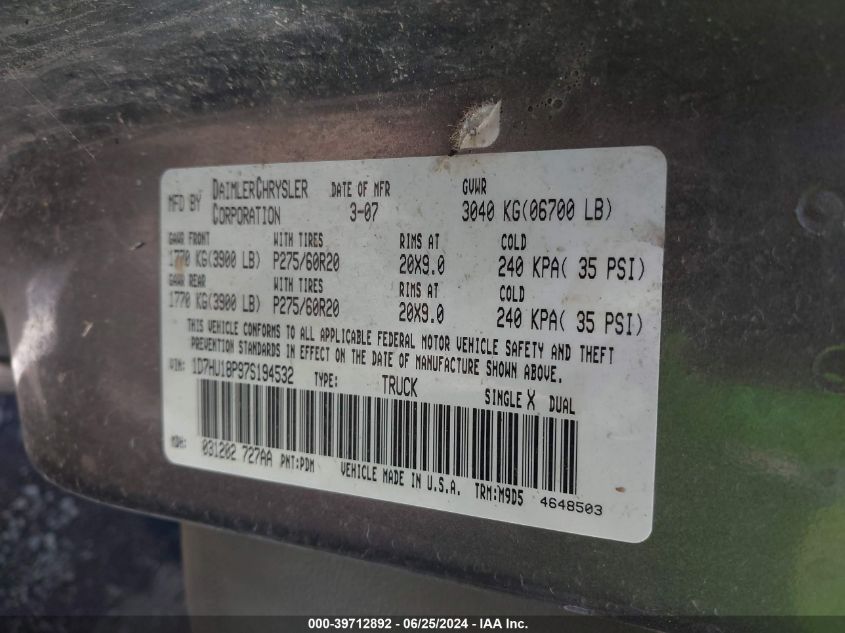 MFD BY DAIMLERCHRYSLER CORPORATION DATE OF MFR 3-07 GVWR 3040 KG(06700 LB)
GAWR FRONT WITH TIRES RIMS AT COLD
1770 KG(3900 LB) P275/60R20 20X9.0 240 KPA( 35 PSI)
GAWR REAR WITH TIRES RIMS AT COLD
1770 KG(3900 LB) P275/60R20 20X9.0 240 KPA( 35 PSI)
THIS VEHICLE CONFORMS TO ALL APPLICABLE FEDERAL MOTOR VEHICLE SAFETY AND THEFT
PREVENTION STANDARDS IN EFFECT ON THE DATE OF MANUFACTURE SHOWN ABOVE.
VIN: 1D7HU18P97S194532 TYPE: TRUCK SINGLE X DUAL
MDH: 031202 727AA PNT:PDM VEHICLE MADE IN U.S.A. TRM:M9D5 4648503
000-39712892 - 06/25/2024 - IAA Inc.